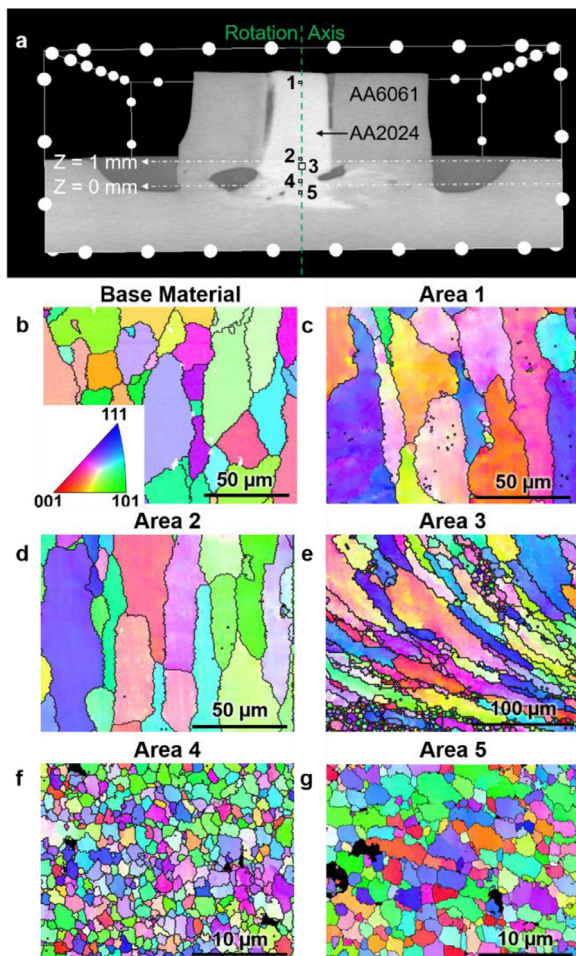 a
Rotation Axis
1
AA6061
AA2024
Z = 1 mm
2
3
Z = 0 mm
4
5
Base Material
Area 1
b
c
111
001
101
50 µm
50 µm
Area 2
Area 3
d
e
50 µm
100 µm
Area 4
Area 5
f
g
10 µm
10 µm